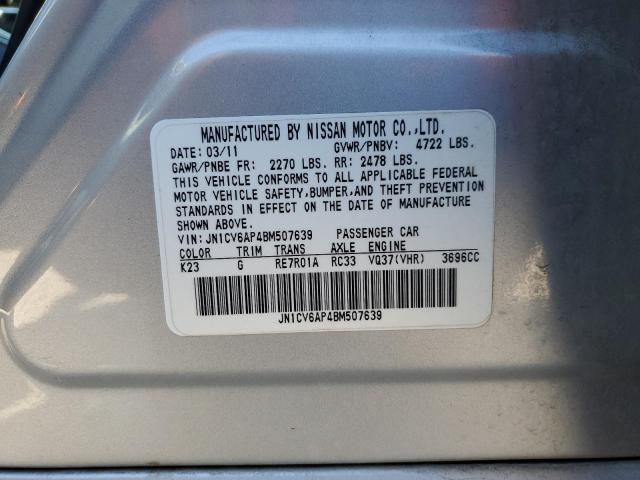 MANUFACTURED BY NISSAN MOTOR CO.,LTD.
DATE: 03/11 GVWR/PNBV: 4722 LBS.
GAWR/PNBE FR: 2270 LBS. RR: 2478 LBS.
THIS VEHICLE CONFORMS TO ALL APPLICABLE FEDERAL
MOTOR VEHICLE SAFETY,BUMPER,AND THEFT PREVENTION
STANDARDS IN EFFECT ON THE DATE OF MANUFACTURE
SHOWN ABOVE.
VIN: JN1CV6AP4BM507639 PASSENGER CAR
COLOR TRIM TRANS AXLE ENGINE
K23 G RE7R01A RC33 VQ37(VHR) 3696CC
JN1CV6AP4BM507639